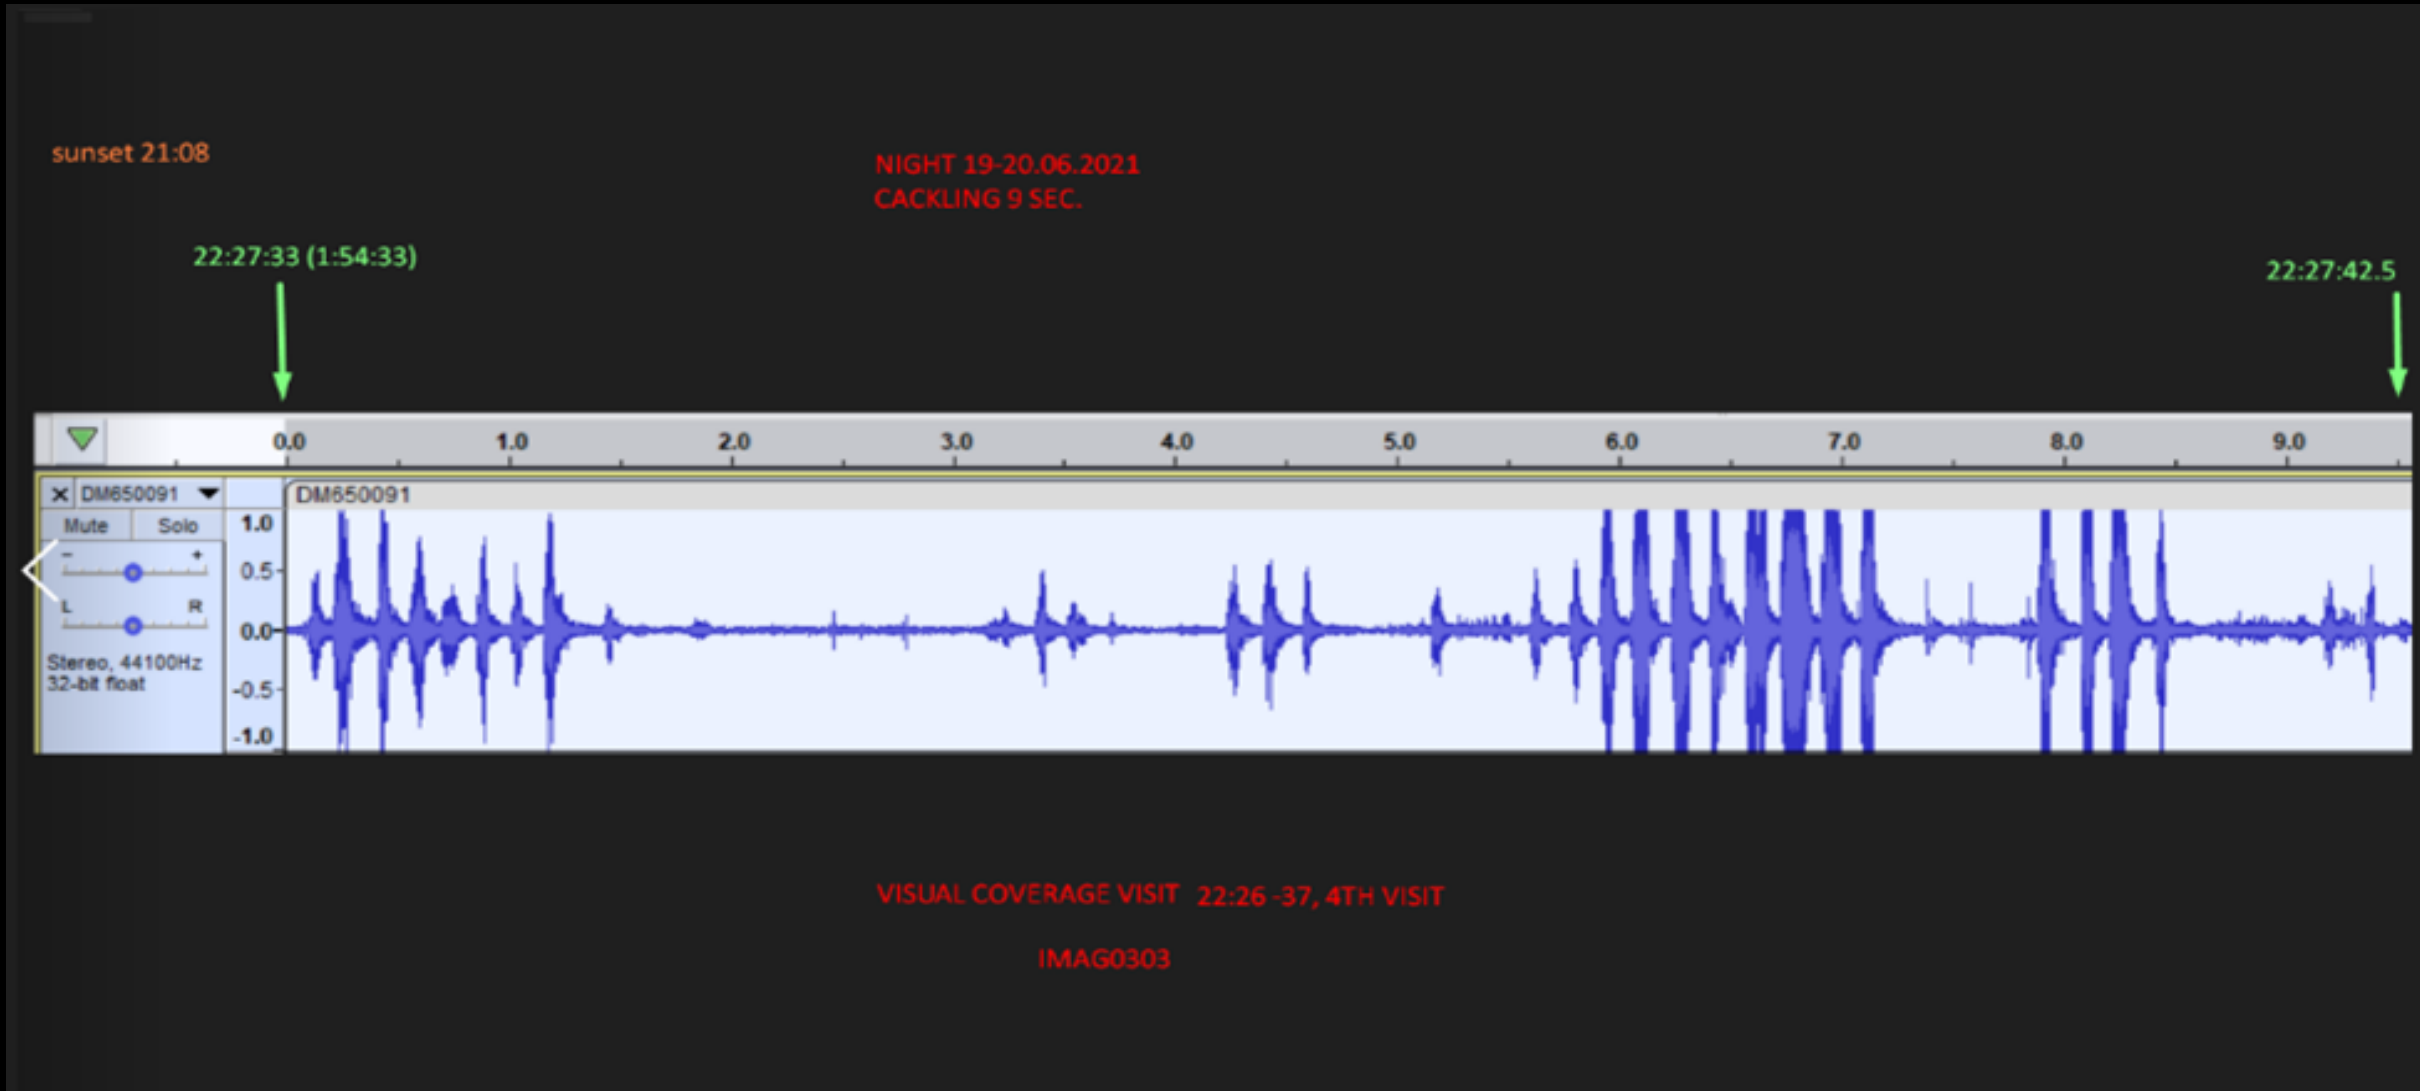 sunset 21:08
NIGHT 19-20.06.2021
CACKLING 9 SEC.
22:27:33 (1:54:33)
22:27:42.5
0.0 1.0 2.0 3.0 4.0 5.0 6.0 7.0 8.0 9.0
DM650091
DM650091
Mute Solo
- +
L R
Stereo, 44100Hz
32-bit float
1.0
0.5
0.0
-0.5
-1.0
VISUAL COVERAGE VISIT 22:26 -37, 4TH VISIT
IMAG0303